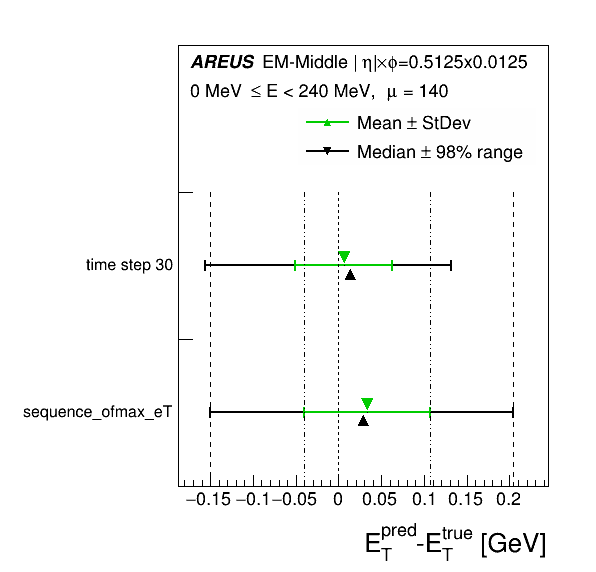 AREUS EM-Middle | η|×ϕ=0.5125x0.0125
0 MeV ≤ E < 240 MeV, μ = 140
Mean ± StDev
Median ± 98% range
time step 30
sequence_ofmax_eT
−0.15 −0.1 −0.05 0 0.05 0.1 0.15 0.2
E_T^pred-E_T^true [GeV]